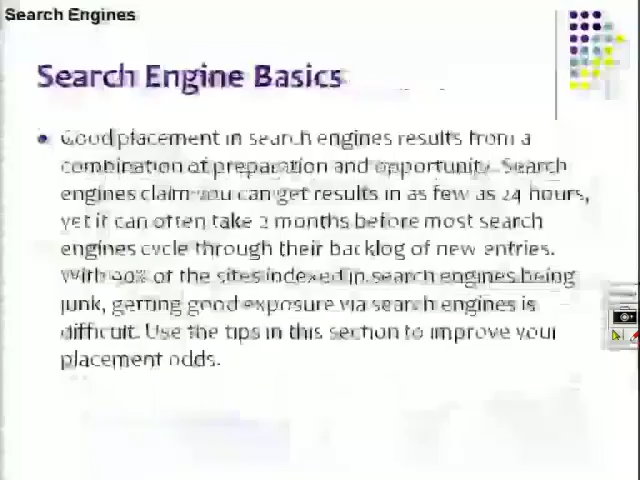 Search Engines
Search Engine Basics
Good placement in search engines results from a
combination of preparation and opportunity. Search
engines claim you can get results in as few as 24 hours,
yet it can often take 2 months before most search
engines cycle through their backlog of new entries.
With 90% of the sites indexed in search engines being
junk, getting good exposure via search engines is
difficult. Use the tips in this section to improve your
placement odds.